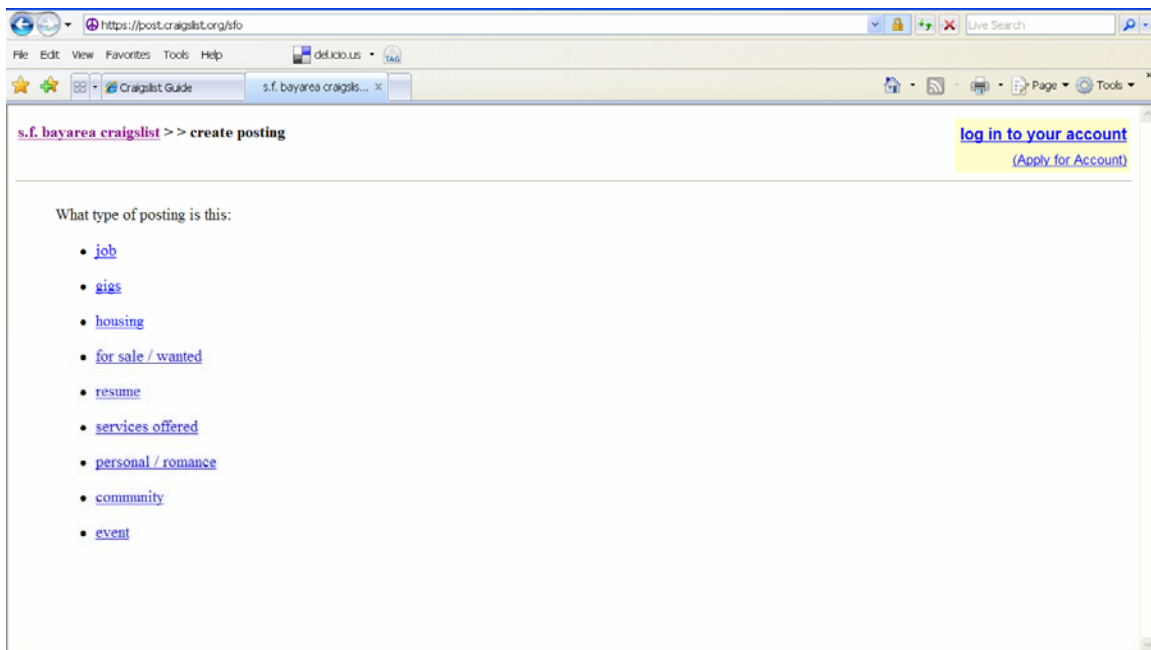 https://post.craigslist.org/sfo
Live Search
File Edit View Favorites Tools Help
del.icio.us
TAG
Craigslist Guide
s.f. bayarea craigslis...
Page
Tools
s.f. bayarea craigslist > > create posting
log in to your account
(Apply for Account)
What type of posting is this:
job
gigs
housing
for sale / wanted
resume
services offered
personal / romance
community
event